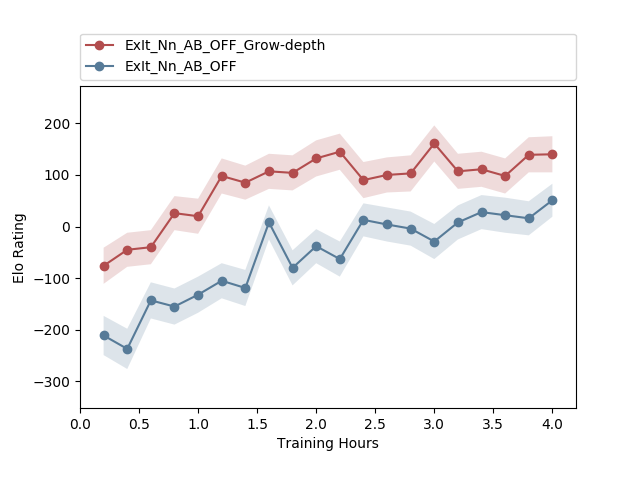 ExIt_Nn_AB_OFF_Grow-depth
ExIt_Nn_AB_OFF
200
100
0
−100
−200
−300
Elo Rating
0.0 0.5 1.0 1.5 2.0 2.5 3.0 3.5 4.0
Training Hours